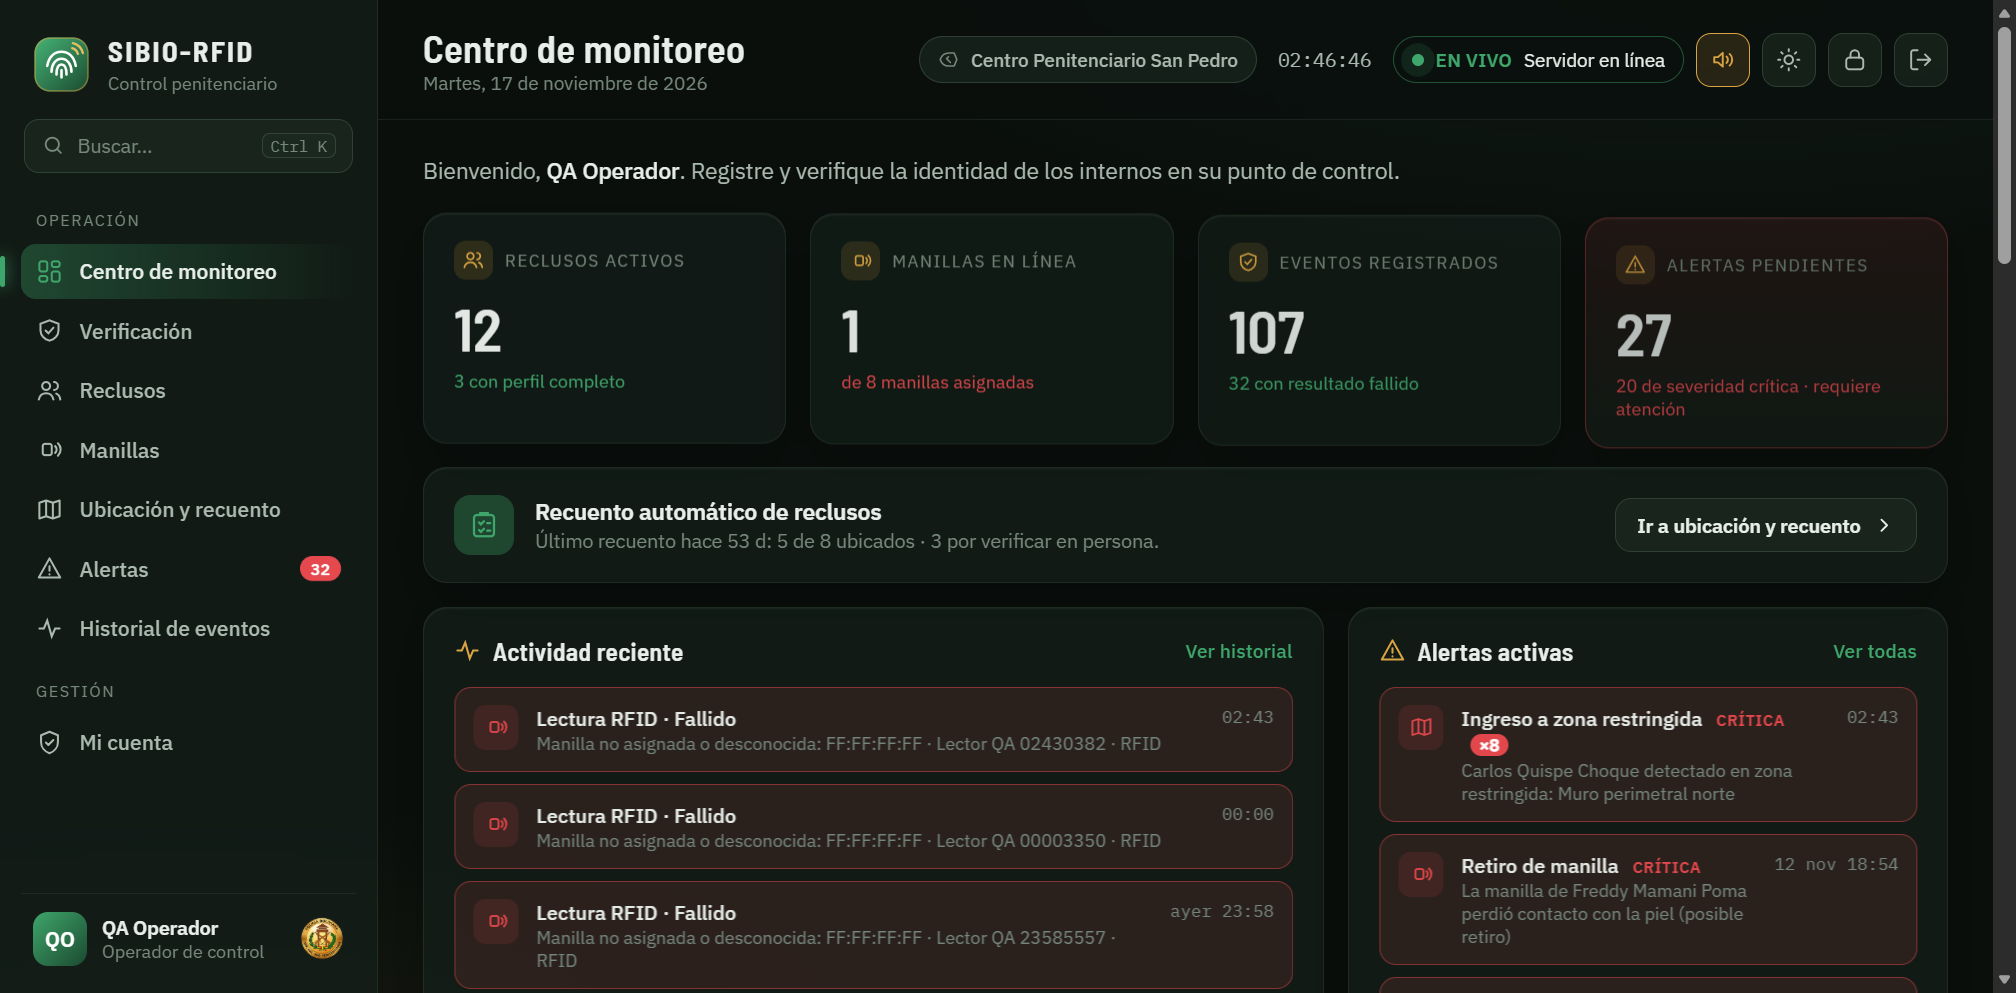 SIBIO-RFID
Control penitenciario
Buscar...
Ctrl K
OPERACIÓN
Centro de monitoreo
Verificación
Reclusos
Manillas
Ubicación y recuento
Alertas
32
Historial de eventos
GESTIÓN
Mi cuenta
QO
QA Operador
Operador de control
Centro de monitoreo
Martes, 17 de noviembre de 2026
Centro Penitenciario San Pedro
02:46:46
EN VIVO Servidor en línea
Bienvenido, QA Operador. Registre y verifique la identidad de los internos en su punto de control.
RECLUSOS ACTIVOS
12
3 con perfil completo
MANILLAS EN LÍNEA
1
de 8 manillas asignadas
EVENTOS REGISTRADOS
107
32 con resultado fallido
ALERTAS PENDIENTES
27
20 de severidad crítica · requiere
atención
Recuento automático de reclusos
Último recuento hace 53 d: 5 de 8 ubicados · 3 por verificar en persona.
Ir a ubicación y recuento
Actividad reciente
Ver historial
Lectura RFID · Fallido
02:43
Manilla no asignada o desconocida: FF:FF:FF:FF · Lector QA 02430382 · RFID
Lectura RFID · Fallido
00:00
Manilla no asignada o desconocida: FF:FF:FF:FF · Lector QA 00003350 · RFID
Lectura RFID · Fallido
ayer 23:58
Manilla no asignada o desconocida: FF:FF:FF:FF · Lector QA 23585557 ·
RFID
Alertas activas
Ver todas
Ingreso a zona restringida CRÍTICA
02:43
×8
Carlos Quispe Choque detectado en zona
restringida: Muro perimetral norte
Retiro de manilla CRÍTICA
12 nov 18:54
La manilla de Freddy Mamani Poma
perdió contacto con la piel (posible
retiro)